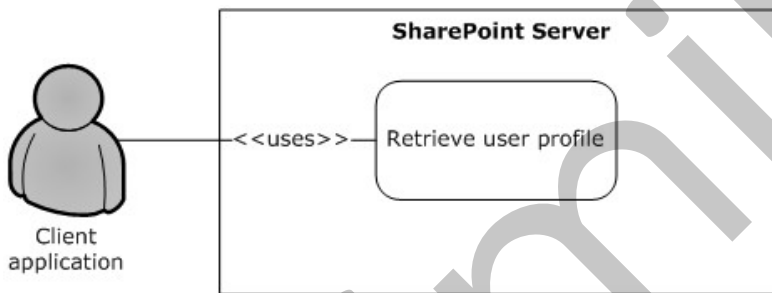 SharePoint Server
<<uses>>
Retrieve user profile
Client
application